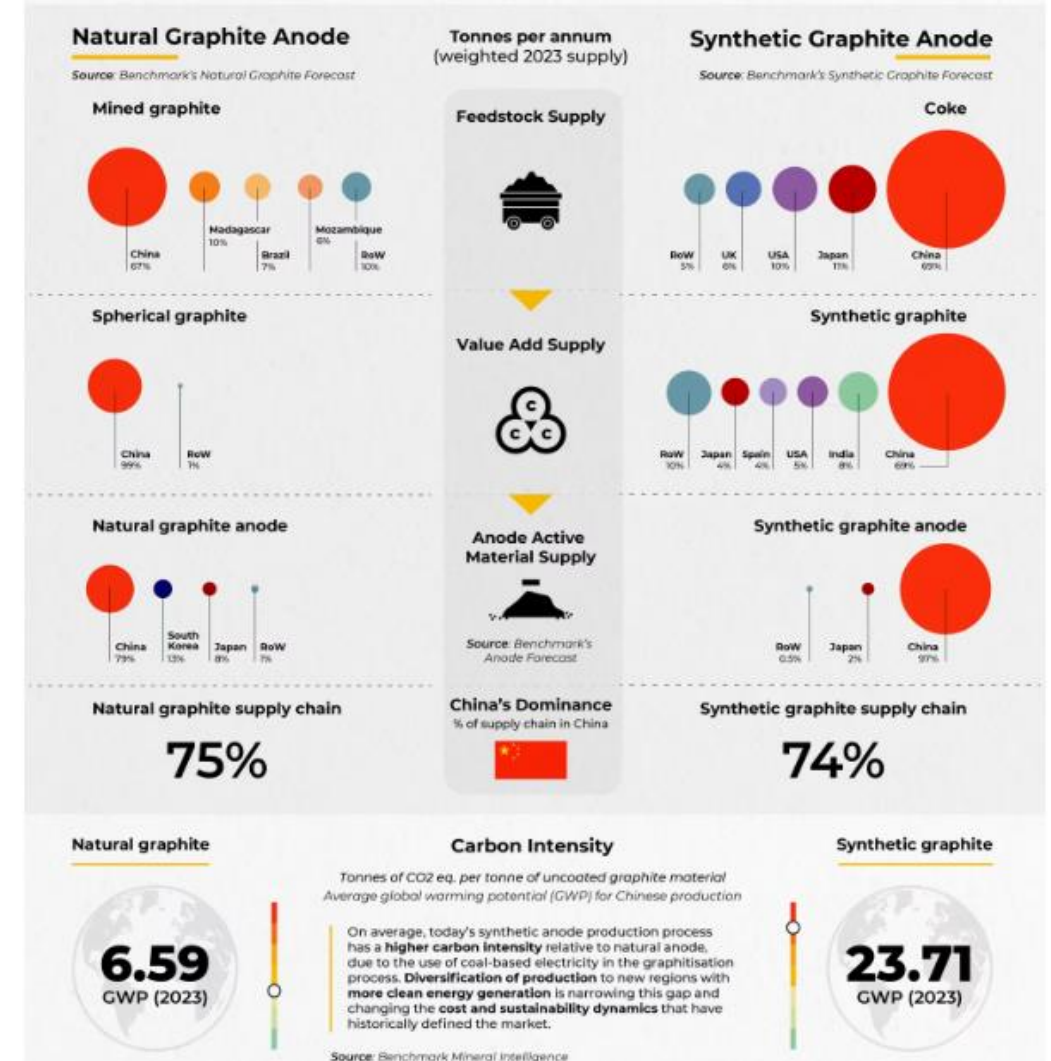 Natural Graphite Anode
Source: Benchmark's Natural Graphite Forecast
Tonnes per annum
(weighted 2023 supply)
Synthetic Graphite Anode
Source: Benchmark's Synthetic Graphite Forecast
Mined graphite
China
67%
Madagascar
10%
Brazil
7%
Mozambique
6%
RoW
10%
Feedstock Supply
Coke
RoW
5%
UK
6%
USA
10%
Japan
11%
China
69%
Spherical graphite
China
99%
RoW
1%
Value Add Supply
C
C C
Synthetic graphite
RoW
10%
Japan
4%
Spain
4%
USA
5%
India
8%
China
69%
Natural graphite anode
China
79%
South
Korea
13%
Japan
8%
RoW
1%
Anode Active
Material Supply
Source: Benchmark's
Anode Forecast
Synthetic graphite anode
RoW
0.5%
Japan
2%
China
97%
Natural graphite supply chain
75%
China's Dominance
% of supply chain in China
Synthetic graphite supply chain
74%
Natural graphite
6.59
GWP (2023)
Carbon Intensity
Tonnes of CO2 eq. per tonne of uncoated graphite material
Average global warming potential (GWP) for Chinese production
On average, today's synthetic anode production process
has a higher carbon intensity relative to natural anode,
due to the use of coal-based electricity in the graphitisation
process. Diversification of production to new regions with
more clean energy generation is narrowing this gap and
changing the cost and sustainability dynamics that have
historically defined the market.
Source: Benchmark Mineral Intelligence
Synthetic graphite
23.71
GWP (2023)